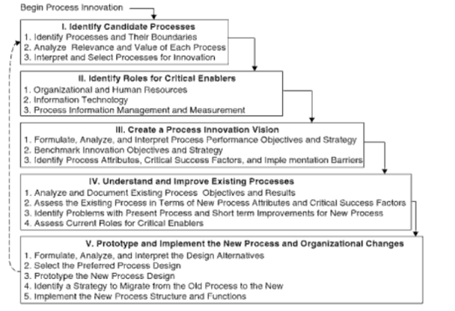 Begin Process Innovation
I. Identify Candidate Processes
1. Identify Processes and Their Boundaries
2. Analyze Relevance and Value of Each Process
3. Interpret and Select Processes for Innovation
II. Identify Roles for Critical Enablers
1. Organizational and Human Resources
2. Information Technology
3. Process Information Management and Measurement
III. Create a Process Innovation Vision
1. Formulate, Analyze, and Interpret Process Performance Objectives and Strategy
2. Benchmark Innovation Objectives and Strategy
3. Identify Process Attributes, Critical Success Factors, and Imple mentation Barriers
IV. Understand and Improve Existing Processes
1. Analyze and Document Existing Process Objectives and Results
2. Assess the Existing Process in Terms of New Process Attributes and Critical Success Factors
3. Identify Problems with Present Process and Short term Improvements for New Process
4. Assess Current Roles for Critical Enablers
V. Prototype and Implement the New Process and Organizational Changes
1. Formulate, Analyze, and Interpret the Design Alternatives
2. Select the Preferred Process Design
3. Prototype the New Process Design
4. Identify a Strategy to Migrate from the Old Process to the New
5. Implement the New Process Structure and Functions